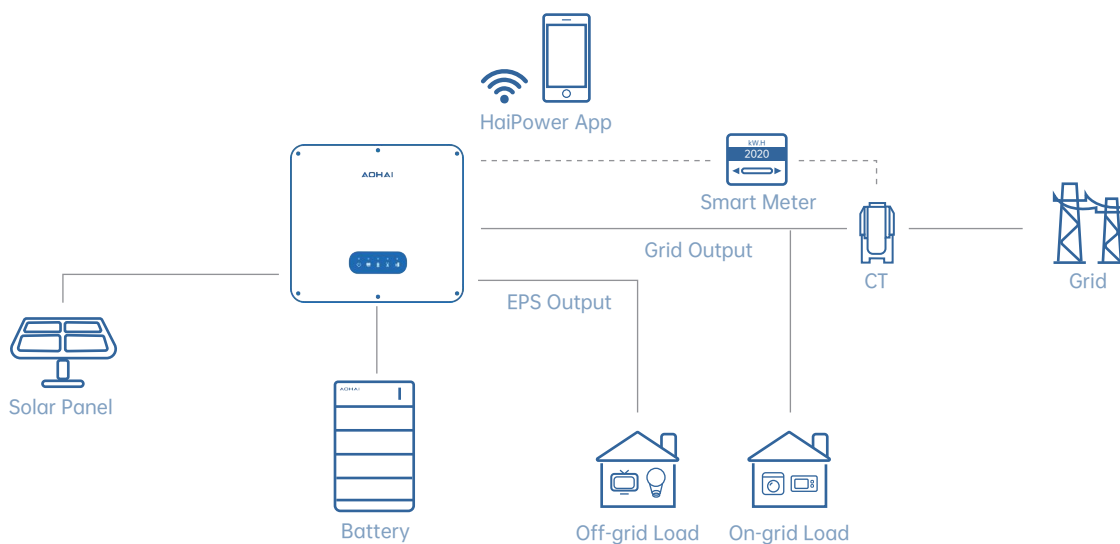 HaiPower App
kW.H
2020
AOHAI
Smart Meter
Grid Output
CT
Grid
EPS Output
Solar Panel
AOHAI
Battery
Off-grid Load
On-grid Load